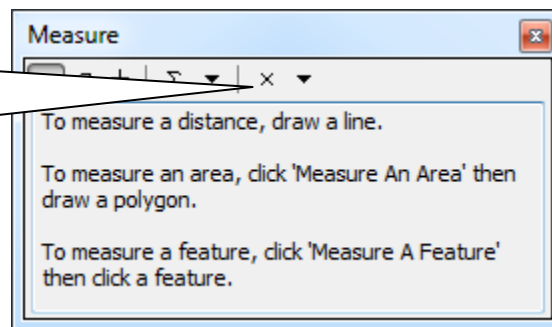 Measure
To measure a distance, draw a line.
To measure an area, click 'Measure An Area' then
draw a polygon.
To measure a feature, click 'Measure A Feature'
then click a feature.